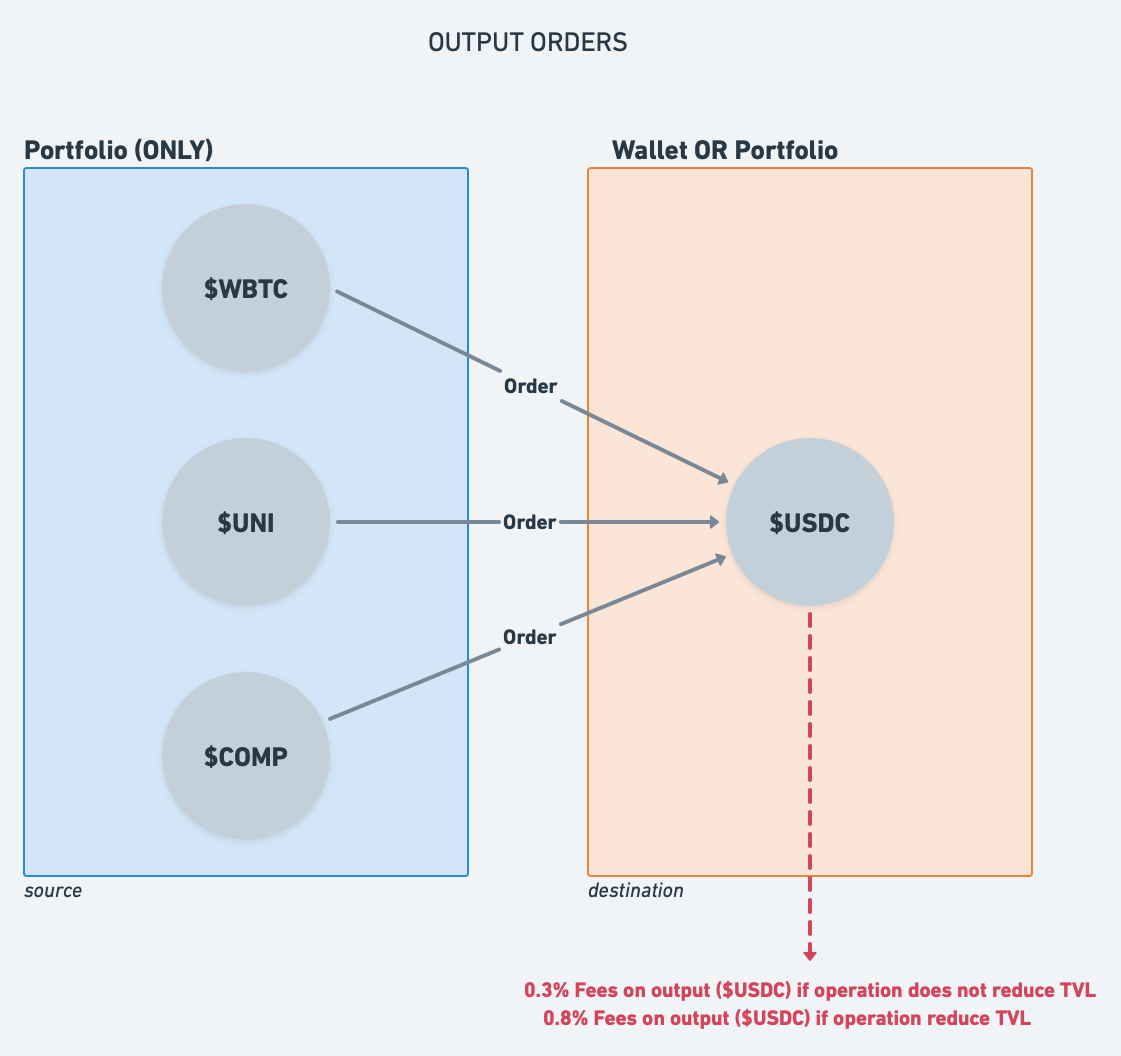 OUTPUT ORDERS
Portfolio (ONLY)
Wallet OR Portfolio
$WBTC
Order
$UNI
Order
$USDC
Order
$COMP
source
destination
0.3% Fees on output ($USDC) if operation does not reduce TVL
0.8% Fees on output ($USDC) if operation reduce TVL